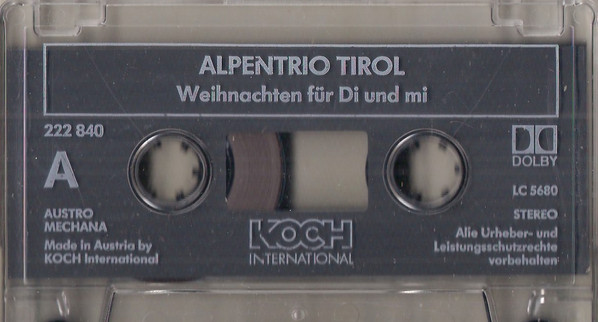 ALPENTRIO TIROL
Weihnachten für Di und mi
222 840
A
DOLBY
LC 5680
AUSTRO
MECHANA
STEREO
Made in Austria by
KOCH International
KOCH
INTERNATIONAL
Alle Urheber- und
Leistungsschutzrechte
vorbehalten